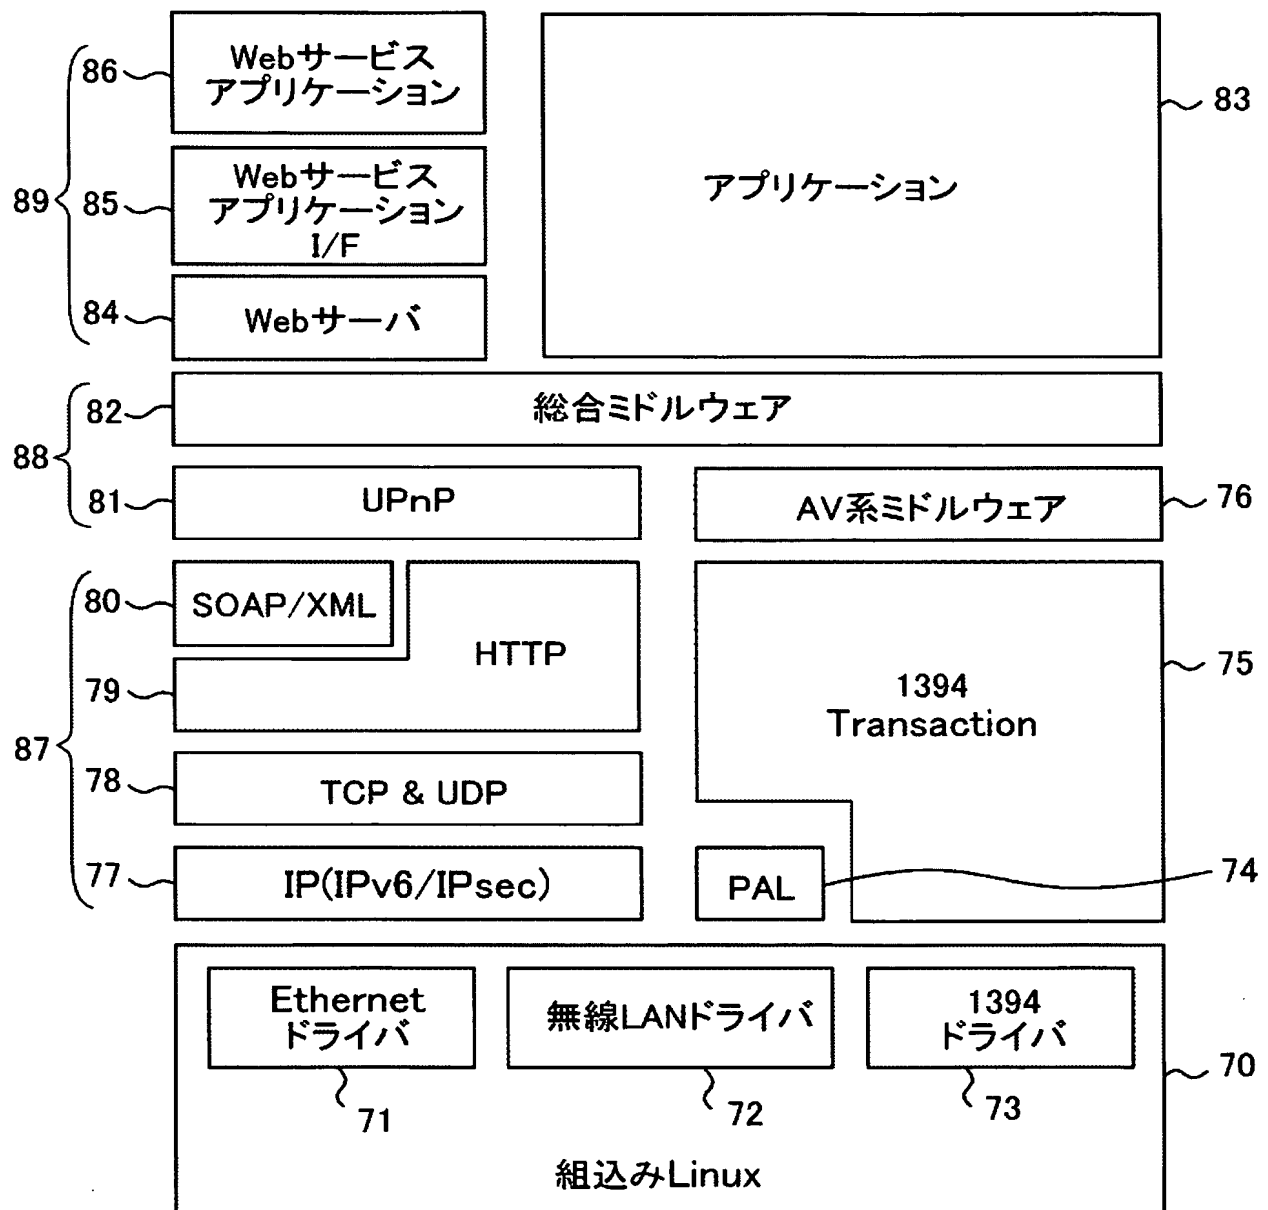 86
Webサービス
アプリケーション
83
アプリケーション
89
85
Webサービス
アプリケーション
I/F
84
Webサーバ
88
82
総合ミドルウェア
81
UPnP
AV系ミドルウェア
76
87
80
SOAP/XML
79
HTTP
1394
Transaction
75
78
TCP & UDP
77
IP(IPv6/IPsec)
PAL
74
Ethernet
ドライバ
71
無線LANドライバ
72
1394
ドライバ
73
70
組込みLinux